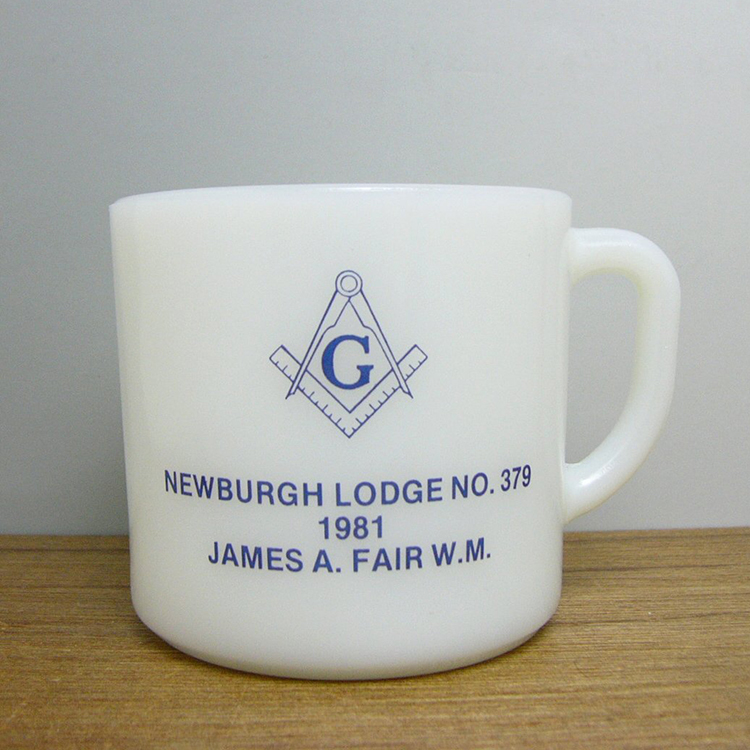 G
NEWBURGH LODGE NO. 379
1981
JAMES A. FAIR W.M.